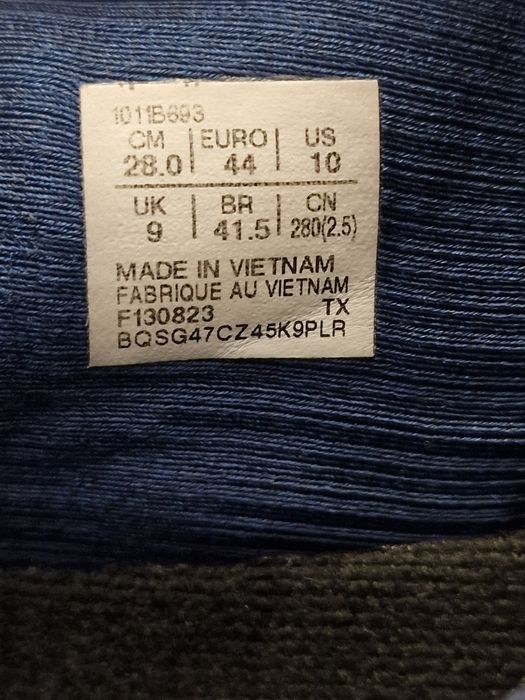 1011B693
CM | EURO | US
28.0 | 44 | 10
UK | BR | CN
9 | 41.5 | 280(2.5)
MADE IN VIETNAM
FABRIQUE AU VIETNAM
F130823 TX
BQSG47CZ45K9PLR